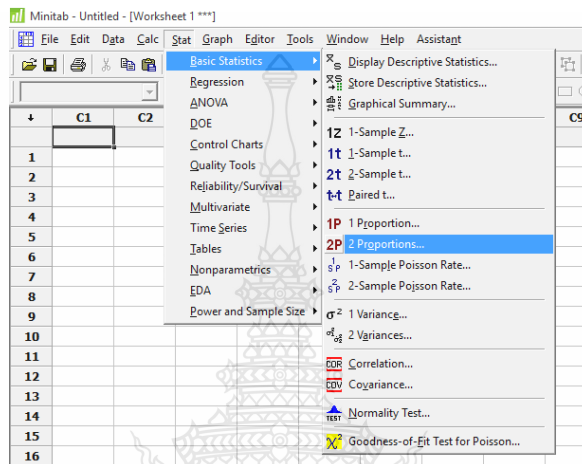 Minitab - Untitled - [Worksheet 1 ***]
File Edit Data Calc Stat Graph Editor Tools Window Help Assistant
Basic Statistics
Regression
ANOVA
DOE
Control Charts
Quality Tools
Reliability/Survival
Multivariate
Time Series
Tables
Nonparametrics
EDA
Power and Sample Size
Display Descriptive Statistics...
Store Descriptive Statistics...
Graphical Summary...
1Z 1-Sample Z...
1t 1-Sample t...
2t 2-Sample t...
t-t Paired t...
1P 1 Proportion...
2P 2 Proportions...
1-Sample Poisson Rate...
2-Sample Poisson Rate...
σ² 1 Variance...
2 Variances...
COR Correlation...
COV Covariance...
TEST Normality Test...
χ² Goodness-of-Fit Test for Poisson...
C1 C2 C9
1
2
3
4
5
6
7
8
9
10
11
12
13
14
15
16